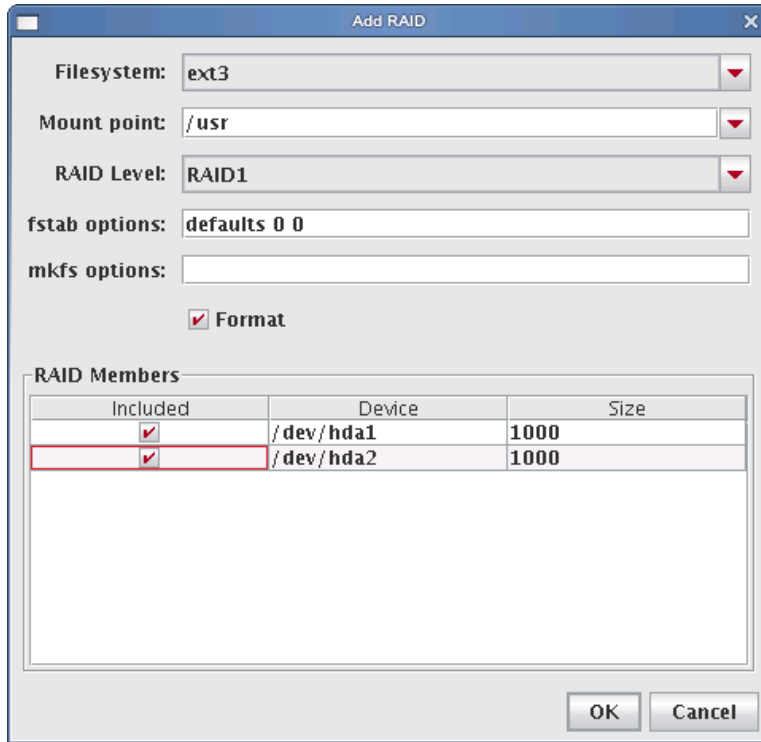 Add RAID
Filesystem: ext3
Mount point: /usr
RAID Level: RAID1
fstab options: defaults 0 0
mkfs options:
Format
RAID Members
Included Device Size
/dev/hda1 1000
/dev/hda2 1000
OK Cancel